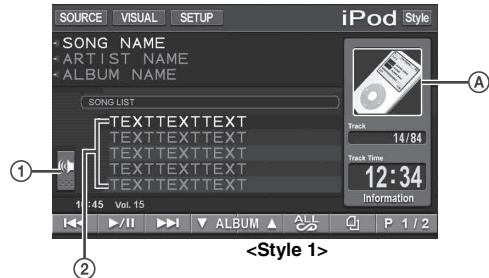 SOURCE VISUAL SETUP iPod Style
SONG NAME
ARTIST NAME
ALBUM NAME
SONG LIST
TEXTTEXTTEXT
TEXTTEXTTEXT
TEXTTEXTTEXT
TEXTTEXTTEXT
TEXTTEXTTEXT
A
Track
14/84
Track Time
12:34
Information
1
10:45 Vol. 15
ALBUM ALL P 1/2
<Style 1>
2